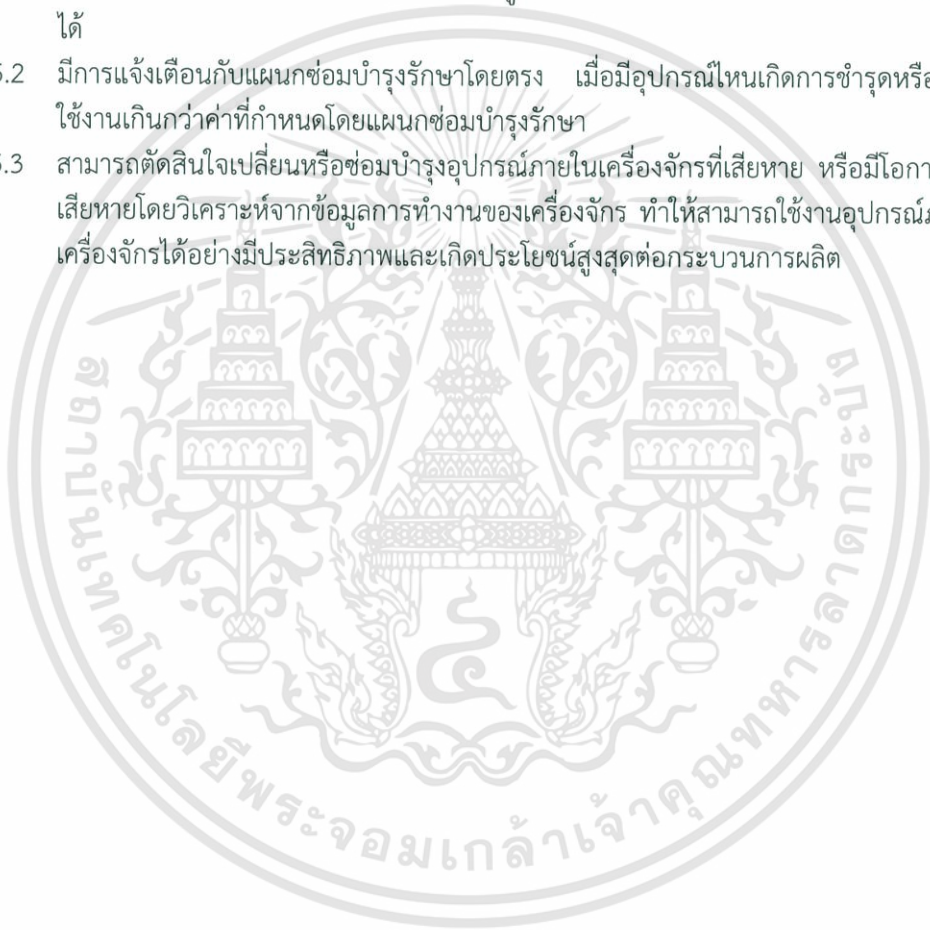 ได้
5.2 มีการแจ้งเตือนกับแผนกซ่อมบำรุงรักษาโดยตรง เมื่อมีอุปกรณ์ไหนเกิดการชำรุดหรือ
ใช้งานเกินกว่าค่าที่กำหนดโดยแผนกซ่อมบำรุงรักษา
5.3 สามารถตัดสินใจเปลี่ยนหรือซ่อมบำรุงอุปกรณ์ภายในเครื่องจักรที่เสียหาย หรือมีโอกา
เสียหายโดยวิเคราะห์จากข้อมูลการทำงานของเครื่องจักร ทำให้สามารถใช้งานอุปกรณ์
เครื่องจักรได้อย่างมีประสิทธิภาพและเกิดประโยชน์สูงสุดต่อกระบวนการผลิต
สถาบันเทคโนโลยีพระจอมเกล้าเจ้าคุณทหารลาดกระบัง
๔